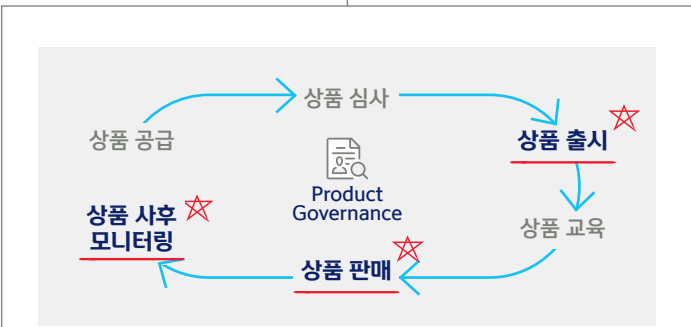 상품 심사
상품 공급
상품 출시
Product
Governance
상품 사후
모니터링
상품 교육
상품 판매